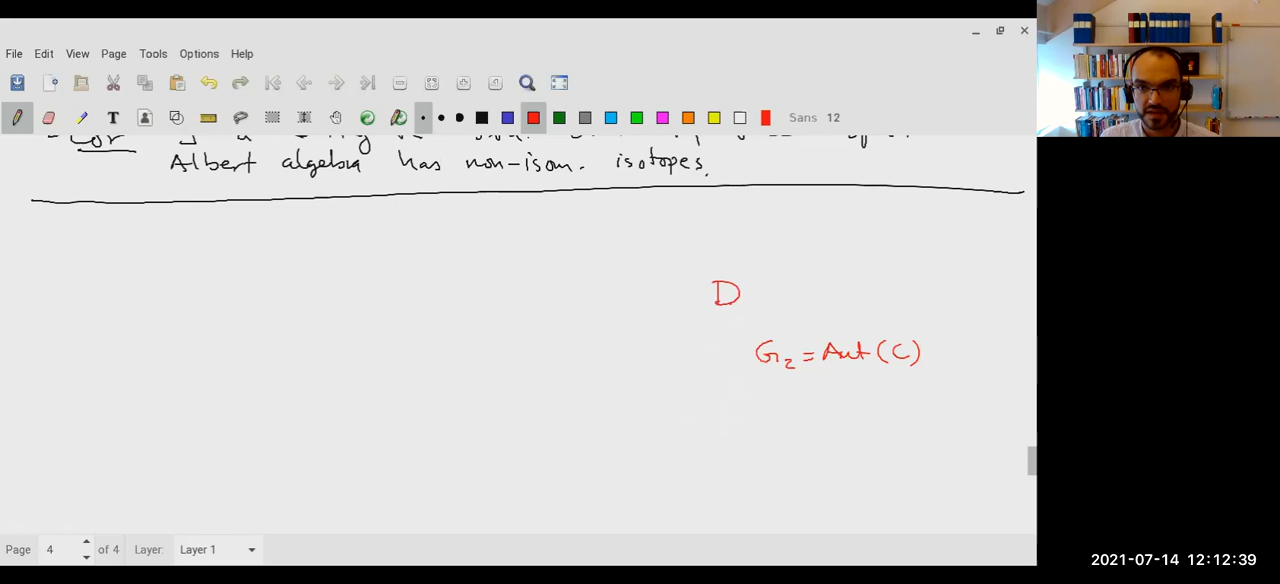 File Edit View Page Tools Options Help
Sans 12
Albert algebra has non-isom. isotopes.
D
G₂ = Aut(C)
Page 4 of 4 Layer: Layer 1
2021-07-14 12:12:39